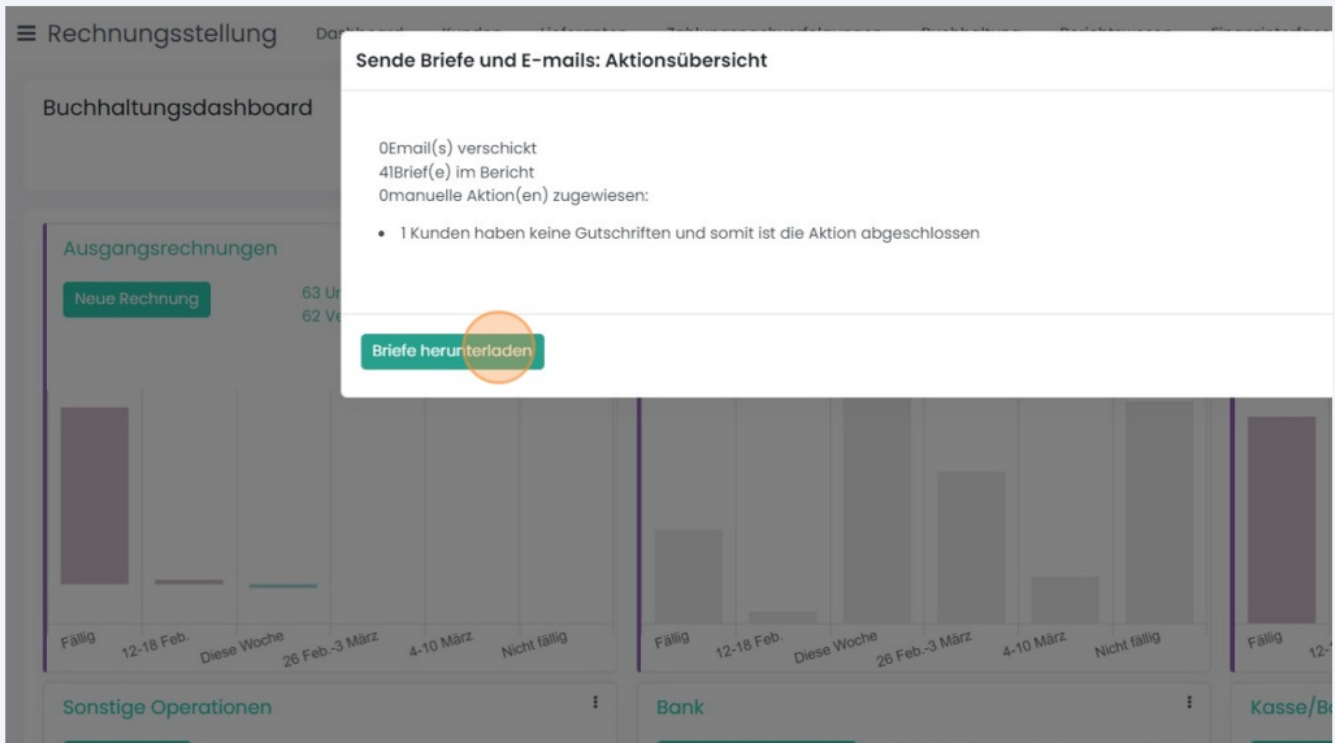 Rechnungsstellung
Buchhaltungsdashboard
Sende Briefe und E-mails: Aktionsübersicht
0Email(s) verschickt
41Brief(e) im Bericht
0manuelle Aktion(en) zugewiesen:
• 1 Kunden haben keine Gutschriften und somit ist die Aktion abgeschlossen
Briefe herunterladen
Ausgangsrechnungen
Neue Rechnung
63
62
Fällig 12-18 Feb. Diese Woche 26 Feb.-3 März 4-10 März Nicht fällig
Fällig 12-18 Feb. Diese Woche 26 Feb.-3 März 4-10 März Nicht fällig
Fällig
Sonstige Operationen
Bank